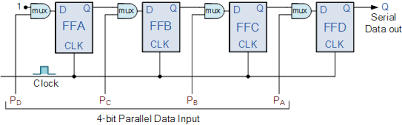 1 mux D Q mux D Q mux D Q mux D Q Q
FFA FFB FFC FFD Serial
Data out
CLK CLK CLK CLK
Clock
PD PC PB PA
4-bit Parallel Data Input